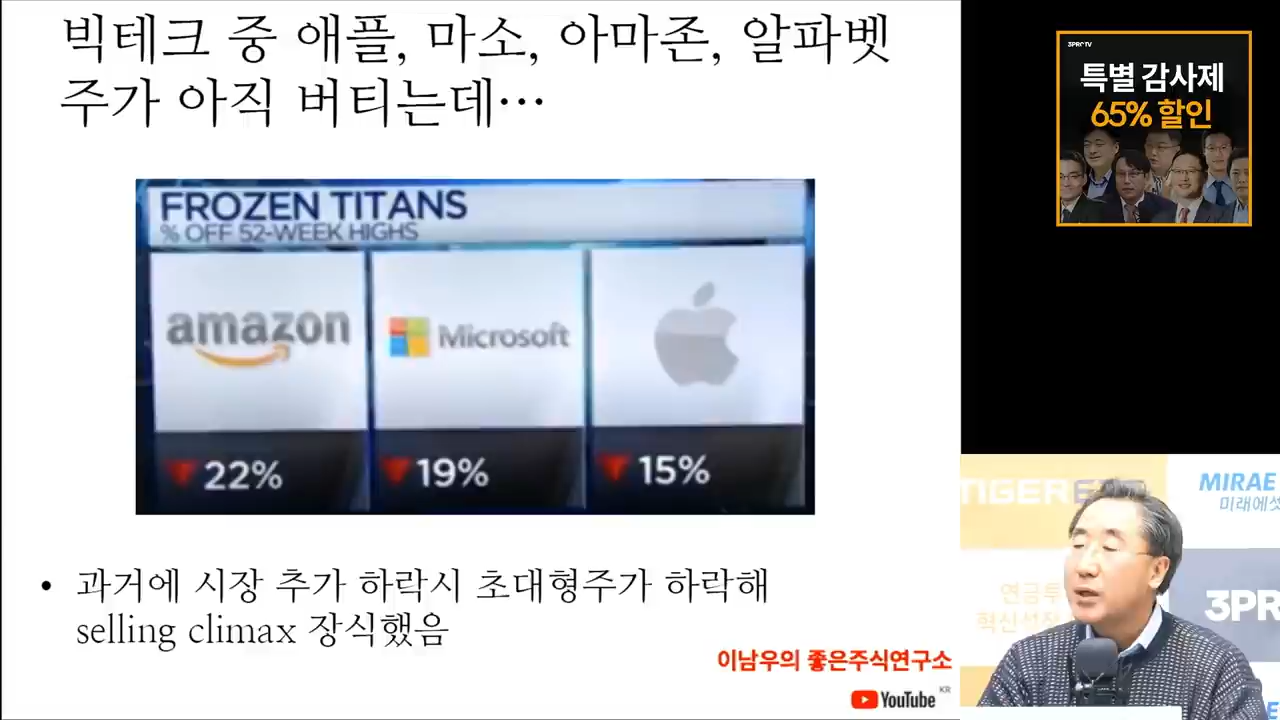 빅테크 중 애플, 마소, 아마존, 알파벳
주가 아직 버티는데…
FROZEN TITANS
% OFF 52-WEEK HIGHS
amazon
Microsoft
22%
19%
15%
• 과거에 시장 추가 하락시 초대형주가 하락해
selling climax 장식했음
이남우의 좋은주식연구소
YouTube KR
3PROTV
특별 감사제
65% 할인
MIRAE
미래에셋
3PR